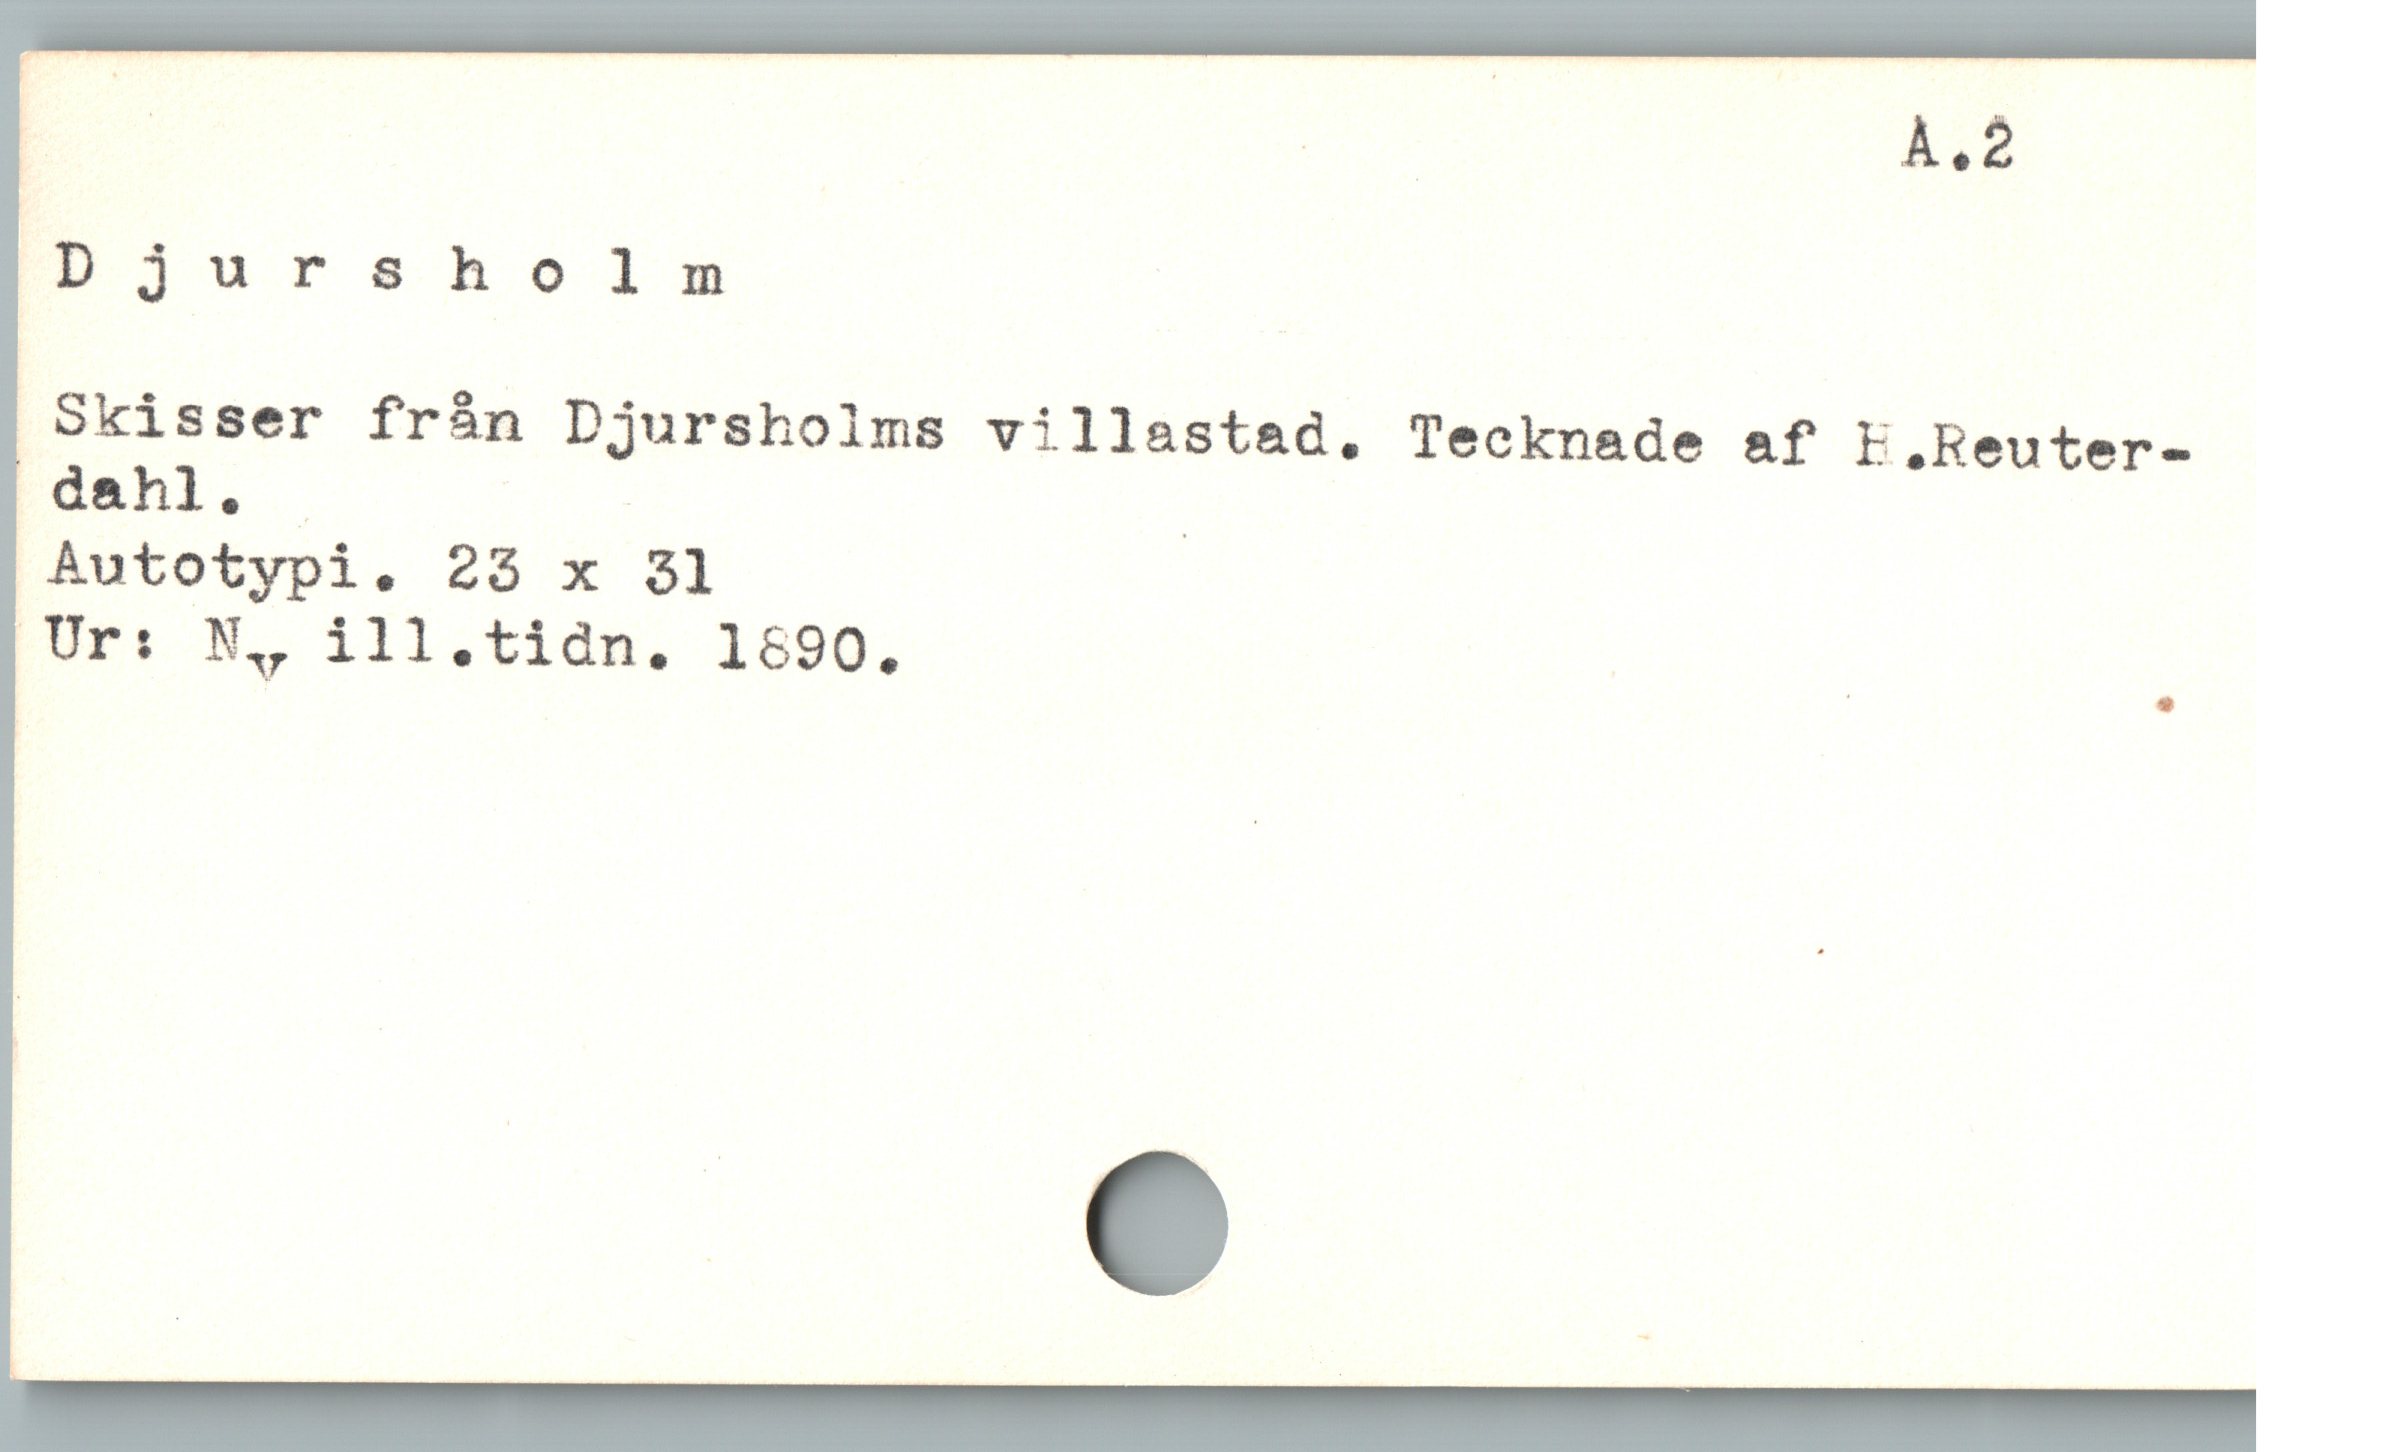 A.2
D j u r s h o l m
Skisser från Djursholms villastad. Tecknade af H.Reuter-
dahl.
Autotypi. 23 x 31
Ur: Nv ill.tidn. 1890.